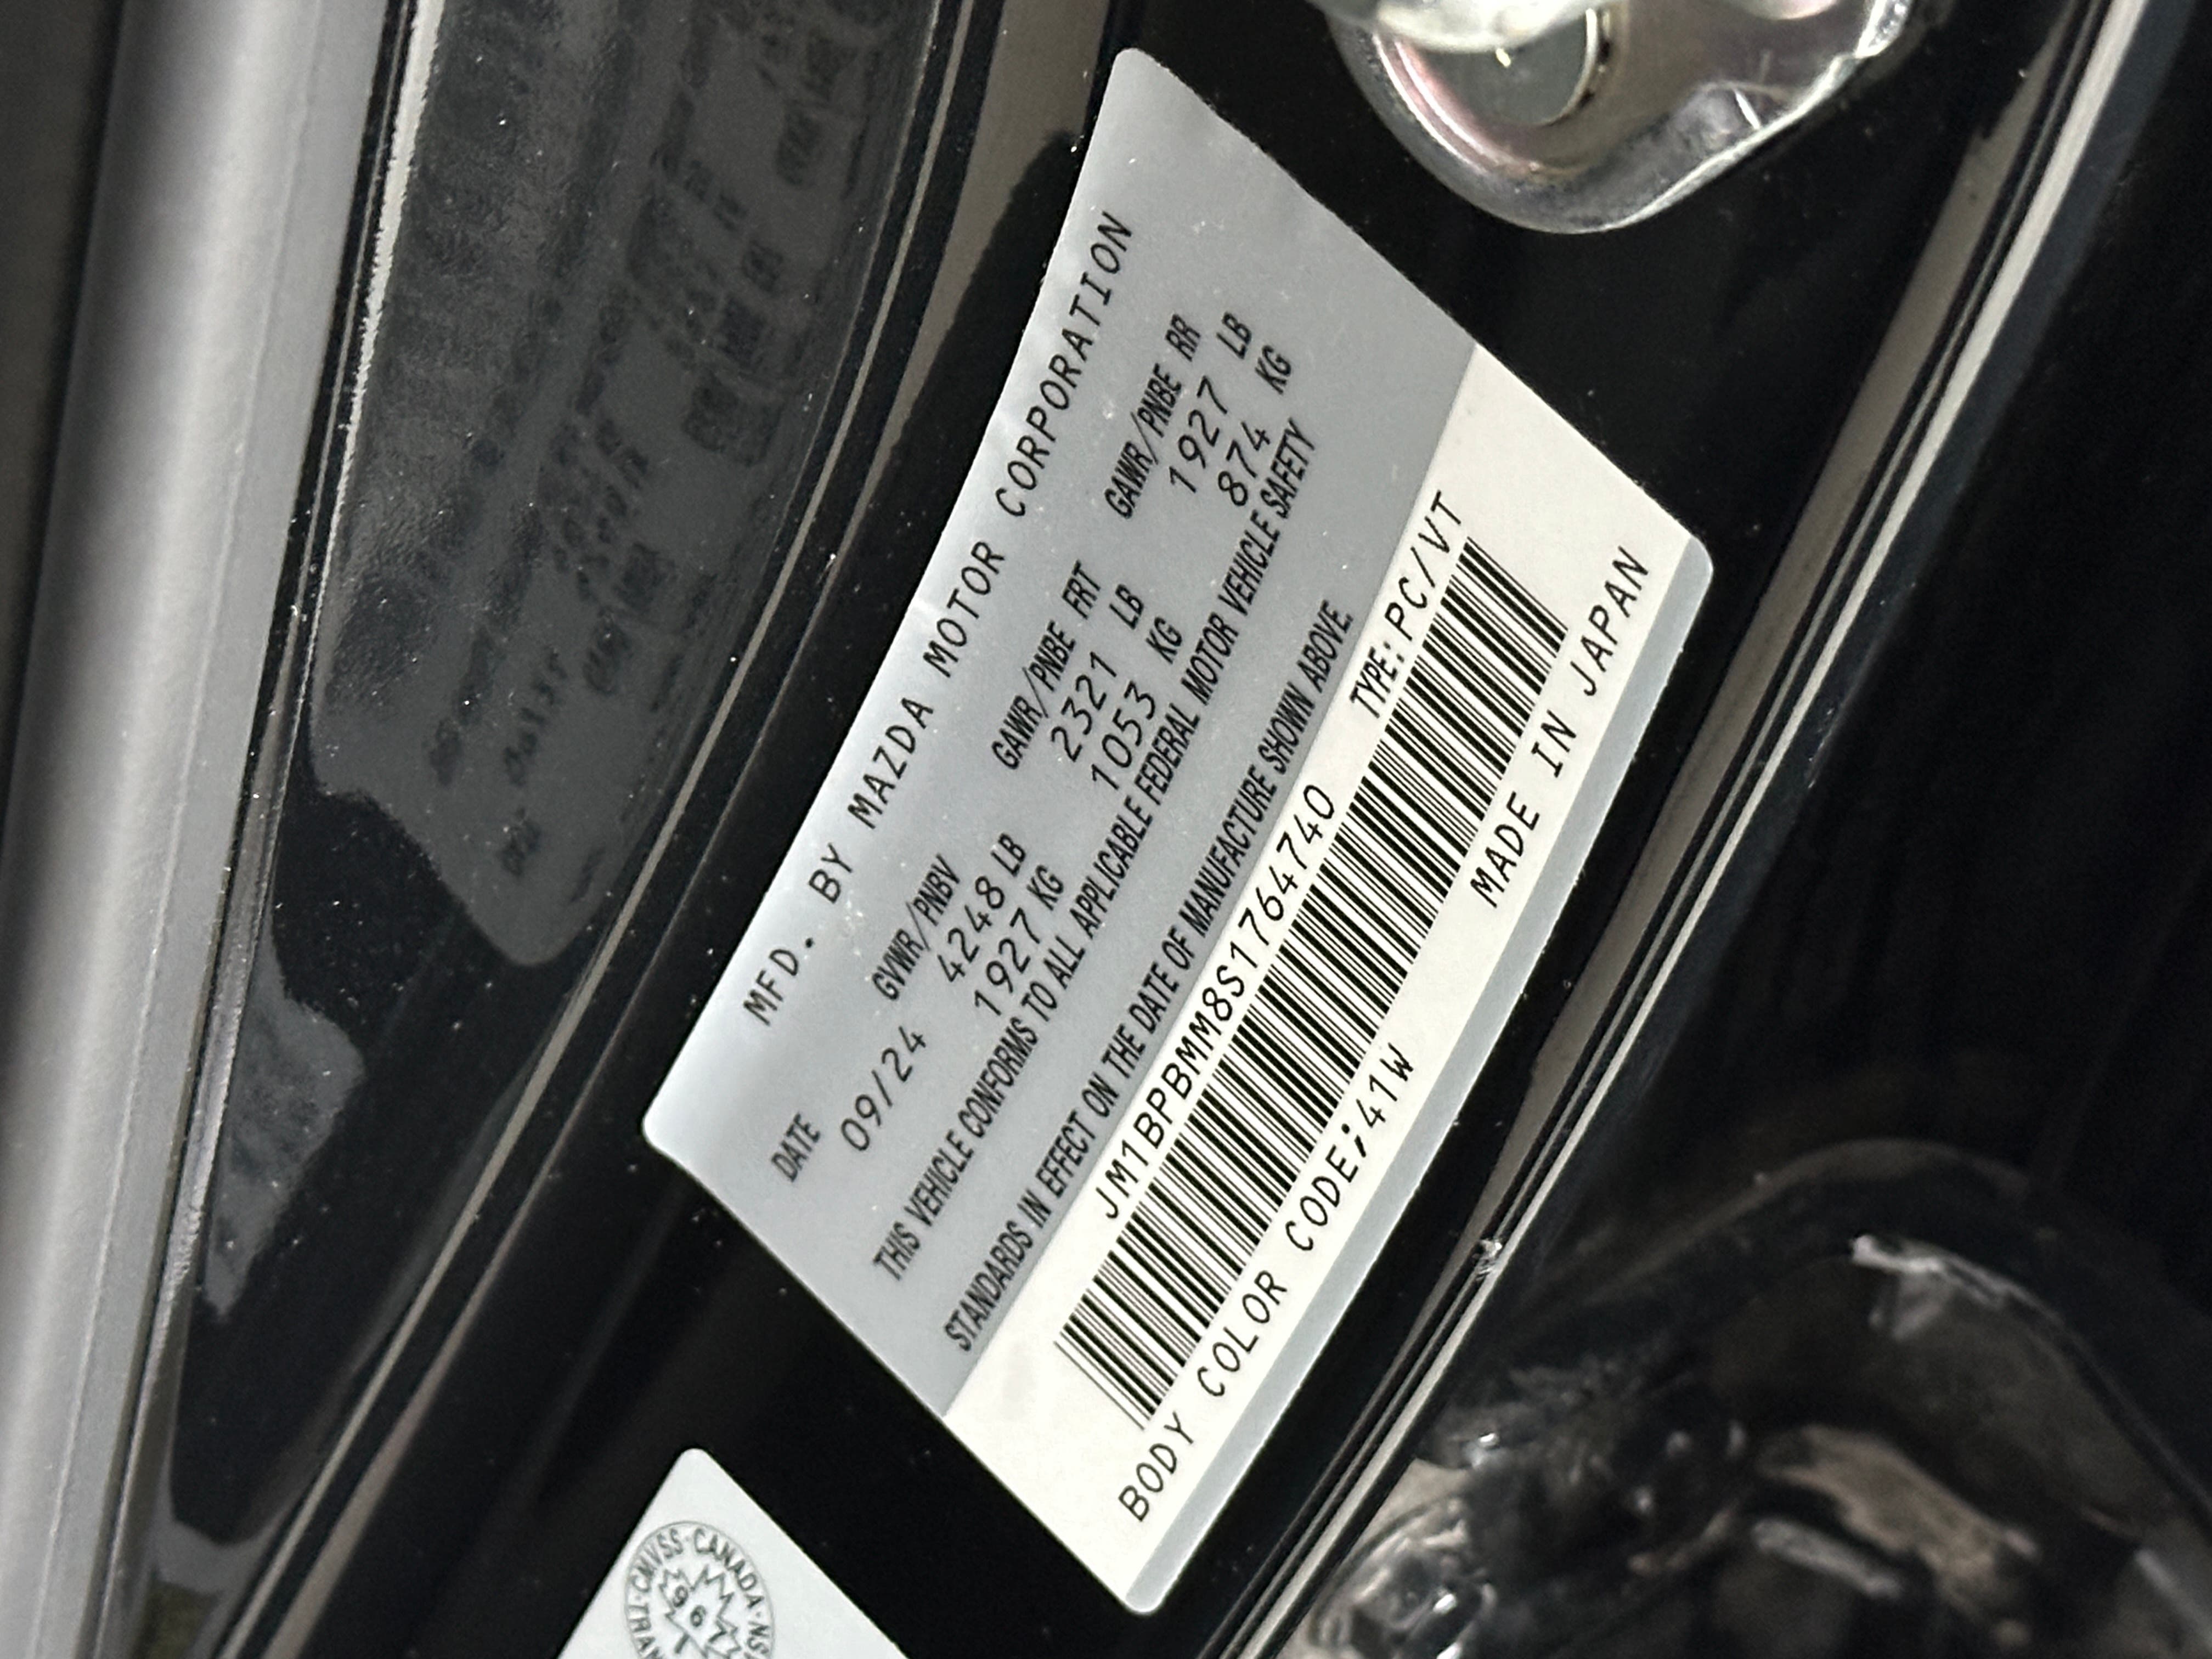 MFD. BY MAZDA MOTOR CORPORATION
DATE GVWR/PNBV GAWR/PNBE FRT GAWR/PNBE RR
09/24 4248 LB 2321 LB 1927 LB
1927 KG 1053 KG 874 KG
THIS VEHICLE CONFORMS TO ALL APPLICABLE FEDERAL MOTOR VEHICLE SAFETY
STANDARDS IN EFFECT ON THE DATE OF MANUFACTURE SHOWN ABOVE.
JM1BPBMM8S1764740 TYPE:PC/VT
BODY COLOR CODE;41W MADE IN JAPAN
CMVSS·CANADA·
967